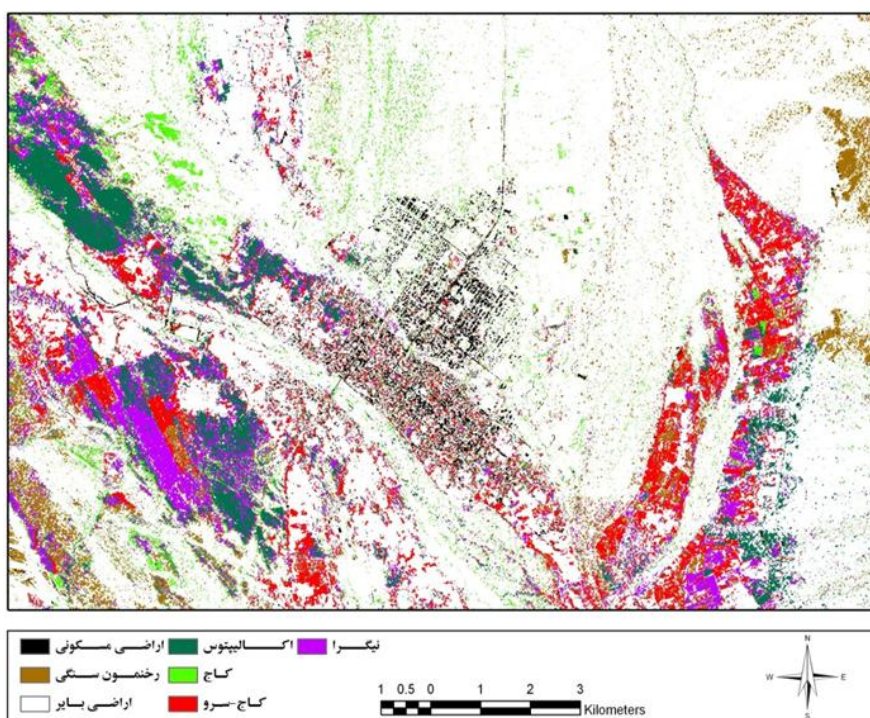 اراضی مسکونی
اکالیپتوس
نیگرا
رخنمون سنگی
کاج
اراضی بایر
کاج-سرو
1 0.5 0 1 2 3
Kilometers
N
W E
S